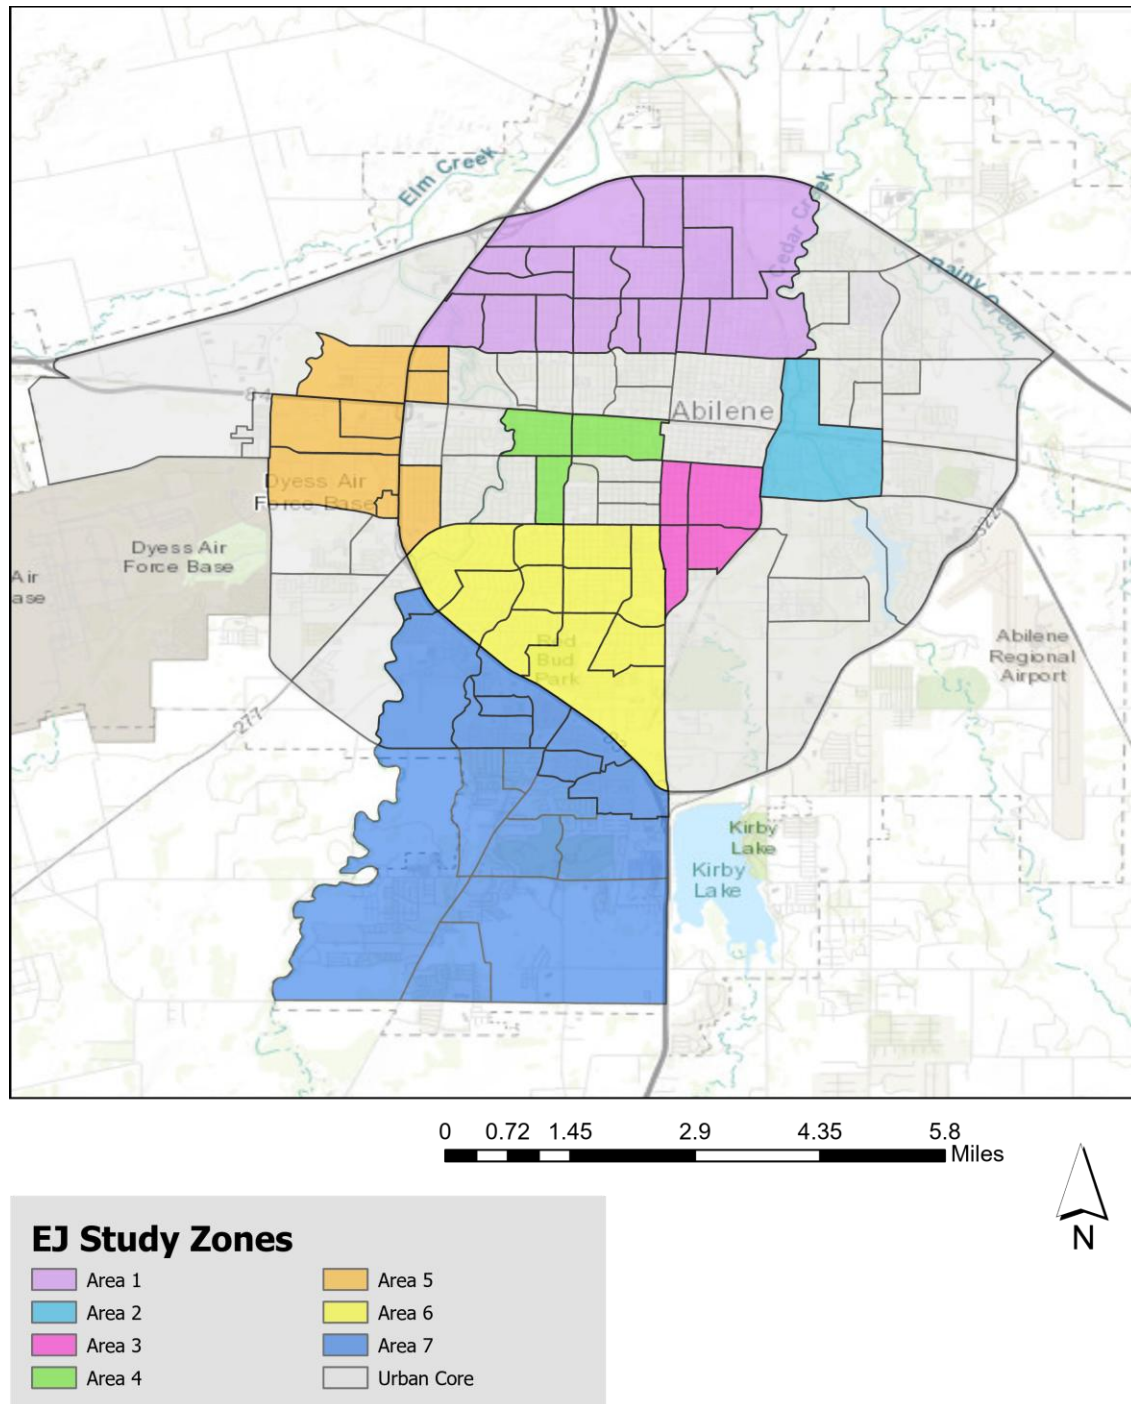 Elm Creek
Cedar Creek
Rainy Creek
84
Abilene
Dyess Air
Force Base
Dyess Air
Force Base
Air
ase
322
Abilene
Regional
Airport
Red
Bud
Park
277
Kirby
Lake
Kirby
Lake
0 0.72 1.45 2.9 4.35 5.8
Miles
N
EJ Study Zones
Area 1
Area 2
Area 3
Area 4
Area 5
Area 6
Area 7
Urban Core